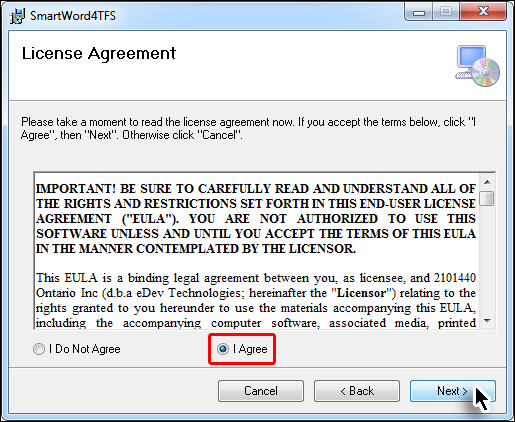 SmartWord4TFS
License Agreement
Please take a moment to read the license agreement now. If you accept the terms below, click "I
Agree", then "Next". Otherwise click "Cancel".
IMPORTANT! BE SURE TO CAREFULLY READ AND UNDERSTAND ALL OF
THE RIGHTS AND RESTRICTIONS SET FORTH IN THIS END-USER LICENSE
AGREEMENT ("EULA"). YOU ARE NOT AUTHORIZED TO USE THIS
SOFTWARE UNLESS AND UNTIL YOU ACCEPT THE TERMS OF THIS EULA
IN THE MANNER CONTEMPLATED BY THE LICENSOR.
This EULA is a binding legal agreement between you, as licensee, and 2101440
Ontario Inc (d.b.a eDev Technologies; hereinafter the "Licensor") relating to the
rights granted to you hereunder to use the materials accompanying this EULA,
including the accompanying computer software, associated media, printed
I Do Not Agree
I Agree
Cancel
< Back
Next >